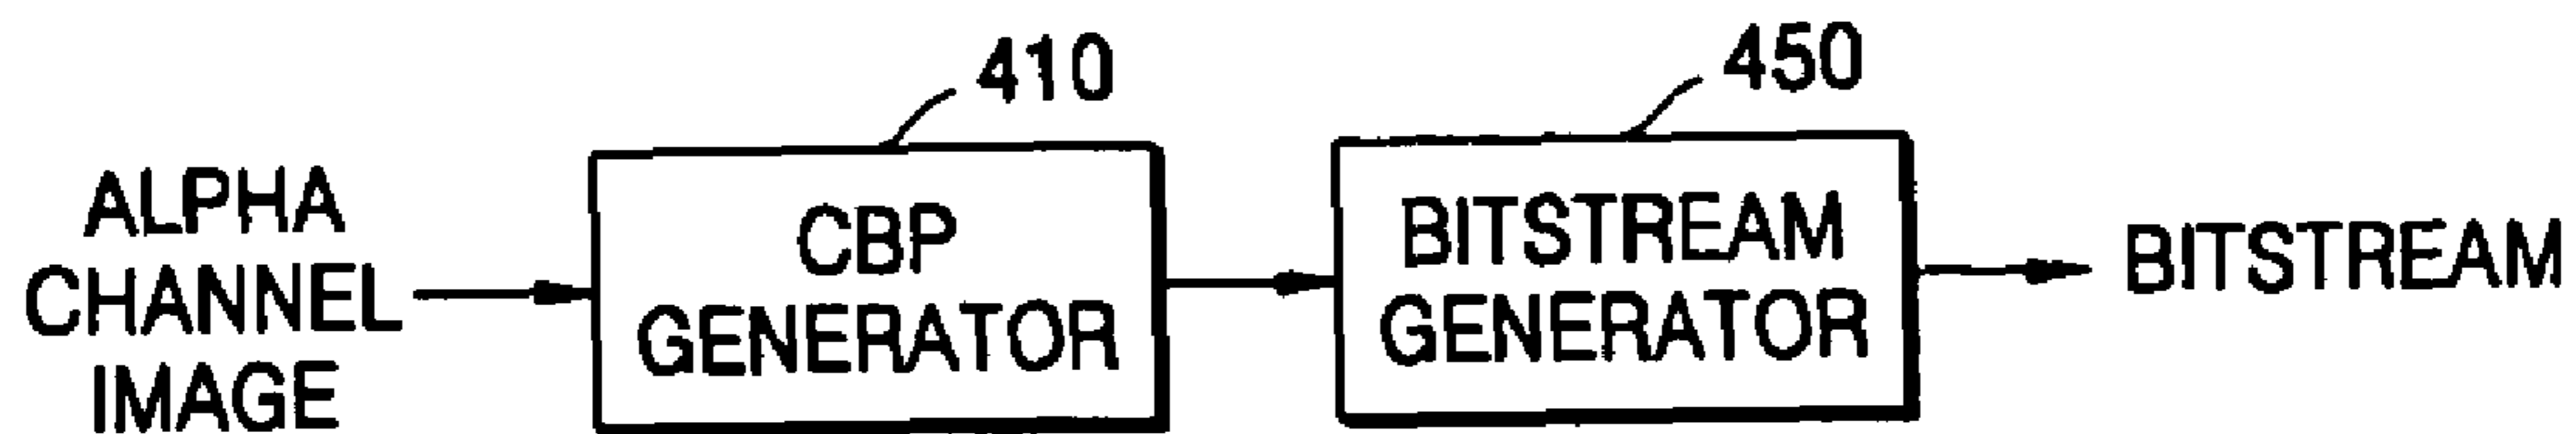 410
450
ALPHA
CHANNEL
IMAGE
CBP
GENERATOR
BITSTREAM
GENERATOR
BITSTREAM